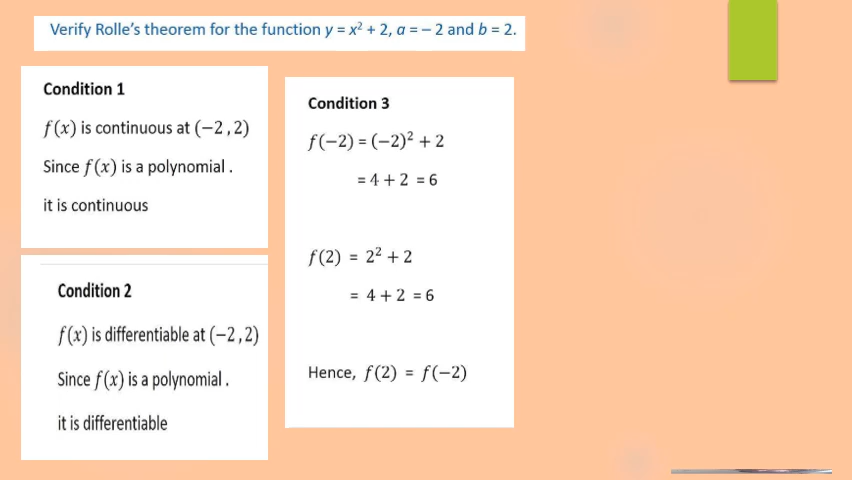 Verify Rolle's theorem for the function y = x² + 2, a = – 2 and b = 2.
Condition 1
f(x) is continuous at (−2 , 2)
Since f(x) is a polynomial .
it is continuous
Condition 2
f(x) is differentiable at (−2 , 2)
Since f(x) is a polynomial .
it is differentiable
Condition 3
f(−2) = (−2)² + 2
= 4 + 2 = 6
f(2) = 2² + 2
= 4 + 2 = 6
Hence, f(2) = f(−2)